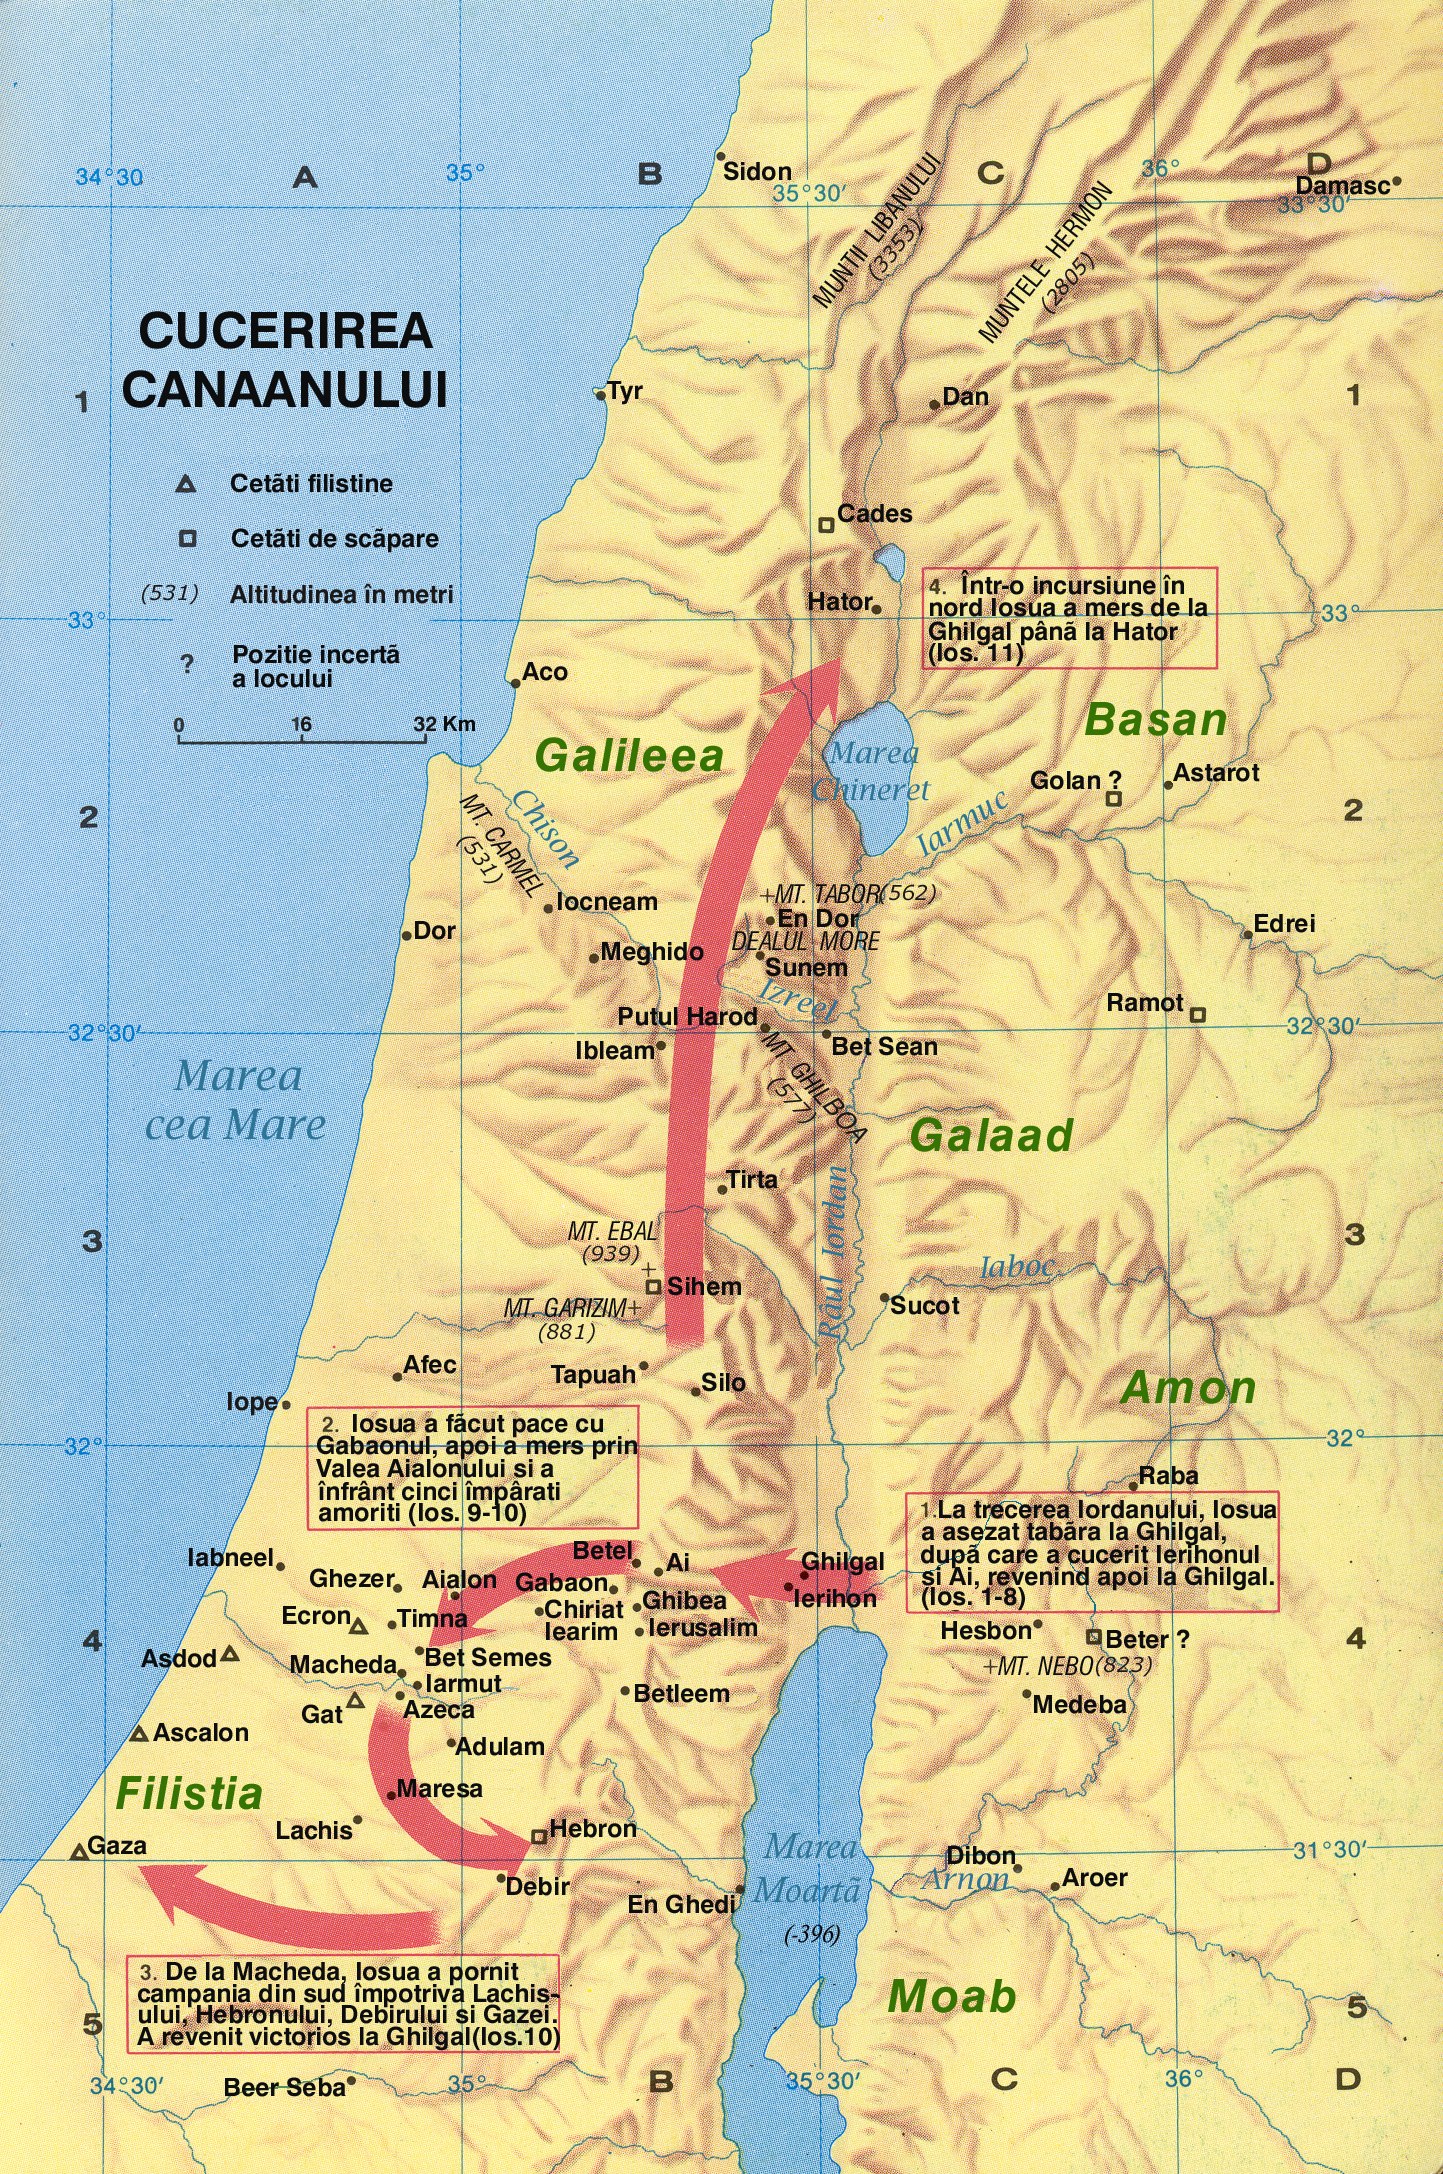 34°30
A
35°
B
Sidon
35°30′
C
36°
D
Damasc
33°30′
MUNTII LIBANULUI
(3353)
MUNTELE HERMON
(2805)
CUCERIREA
CANAANULUI
1
Tyr
Dan
1
Cetãti filistine
Cetãti de scãpare
(531) Altitudinea în metri
? Pozitie incertã
a locului
0 16 32 Km
33°
Cades
Hator
4. Într-o incursiune în
nord Iosua a mers de la
Ghilgal pânã la Hator
(Ios. 11)
33°
Aco
Galileea
Basan
Marea
Chineret
Golan ?
Astarot
2
Chison
MT. CARMEL
(531)
Iarmuc
2
Iocneam
+MT. TABOR(562)
En Dor
Dor
DEALUL MORE
Edrei
Meghido
Sunem
Izreel
Ramot
Putul Harod
32°30′
32°30′
Ibleam
Bet Sean
MT GHILBOA
(577)
Marea
cea Mare
Galaad
Tirta
Râul Iordan
3
MT. EBAL
(939)
+
3
Sihem
Iaboc
MT. GARIZIM+
(881)
Sucot
Afec
Tapuah
Silo
Amon
Iope
2. Iosua a fãcut pace cu
Gabaonul, apoi a mers prin
Valea Aialonului si a
înfrânt cinci împârati
amoriti (Ios. 9-10)
32°
32°
Raba
1.La trecerea Iordanului, Iosua
a asezat tabãra la Ghilgal,
dupã care a cucerit Ierihonul
si Ai, revenind apoi la Ghilgal.
(Ios. 1-8)
Iabneel
Betel
Ai
Ghilgal
Ghezer
Aialon
Gabaon
Ierihon
Ecron
Timna
Chiriat
Iearim
Ghibea
Ierusalim
4
Hesbon
Beter ?
4
Asdod
Bet Semes
Macheda
+MT. NEBO(823)
Iarmut
Gat
Azeca
Betleem
Medeba
Ascalon
Adulam
Filistia
Maresa
Lachis
Hebron
Gaza
Marea
Moartã
(-396)
Dibon
31°30′
Arnon
Aroer
Debir
En Ghedi
3. De la Macheda, Iosua a pornit
campania din sud împotriva Lachis-
ului, Hebronului, Debirului si Gazei.
A revenit victorios la Ghilgal(Ios.10)
Moab
5
5
34°30′
Beer Seba
35°
B
35°30′
C
36°
D